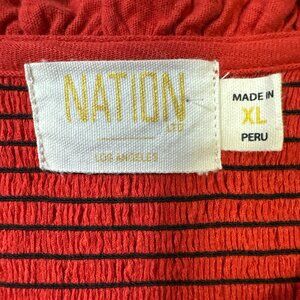 NATION
LTD
LOS ANGELES
MADE IN
XL
PERU